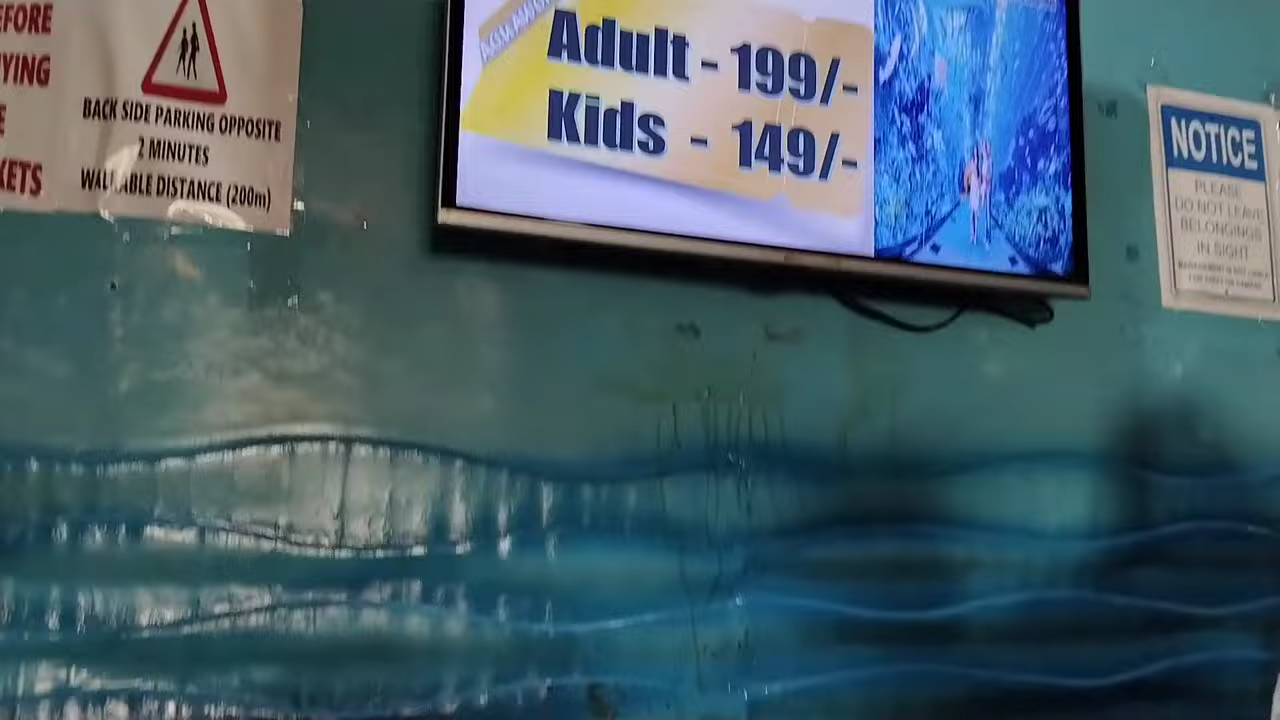 EFORE
YING
KETS
BACK SIDE PARKING OPPOSITE
2 MINUTES
WALKABLE DISTANCE (200m)
Adult - 199/-
Kids - 149/-
NOTICE
PLEASE
DO NOT LEAVE
BELONGINGS
IN SIGHT